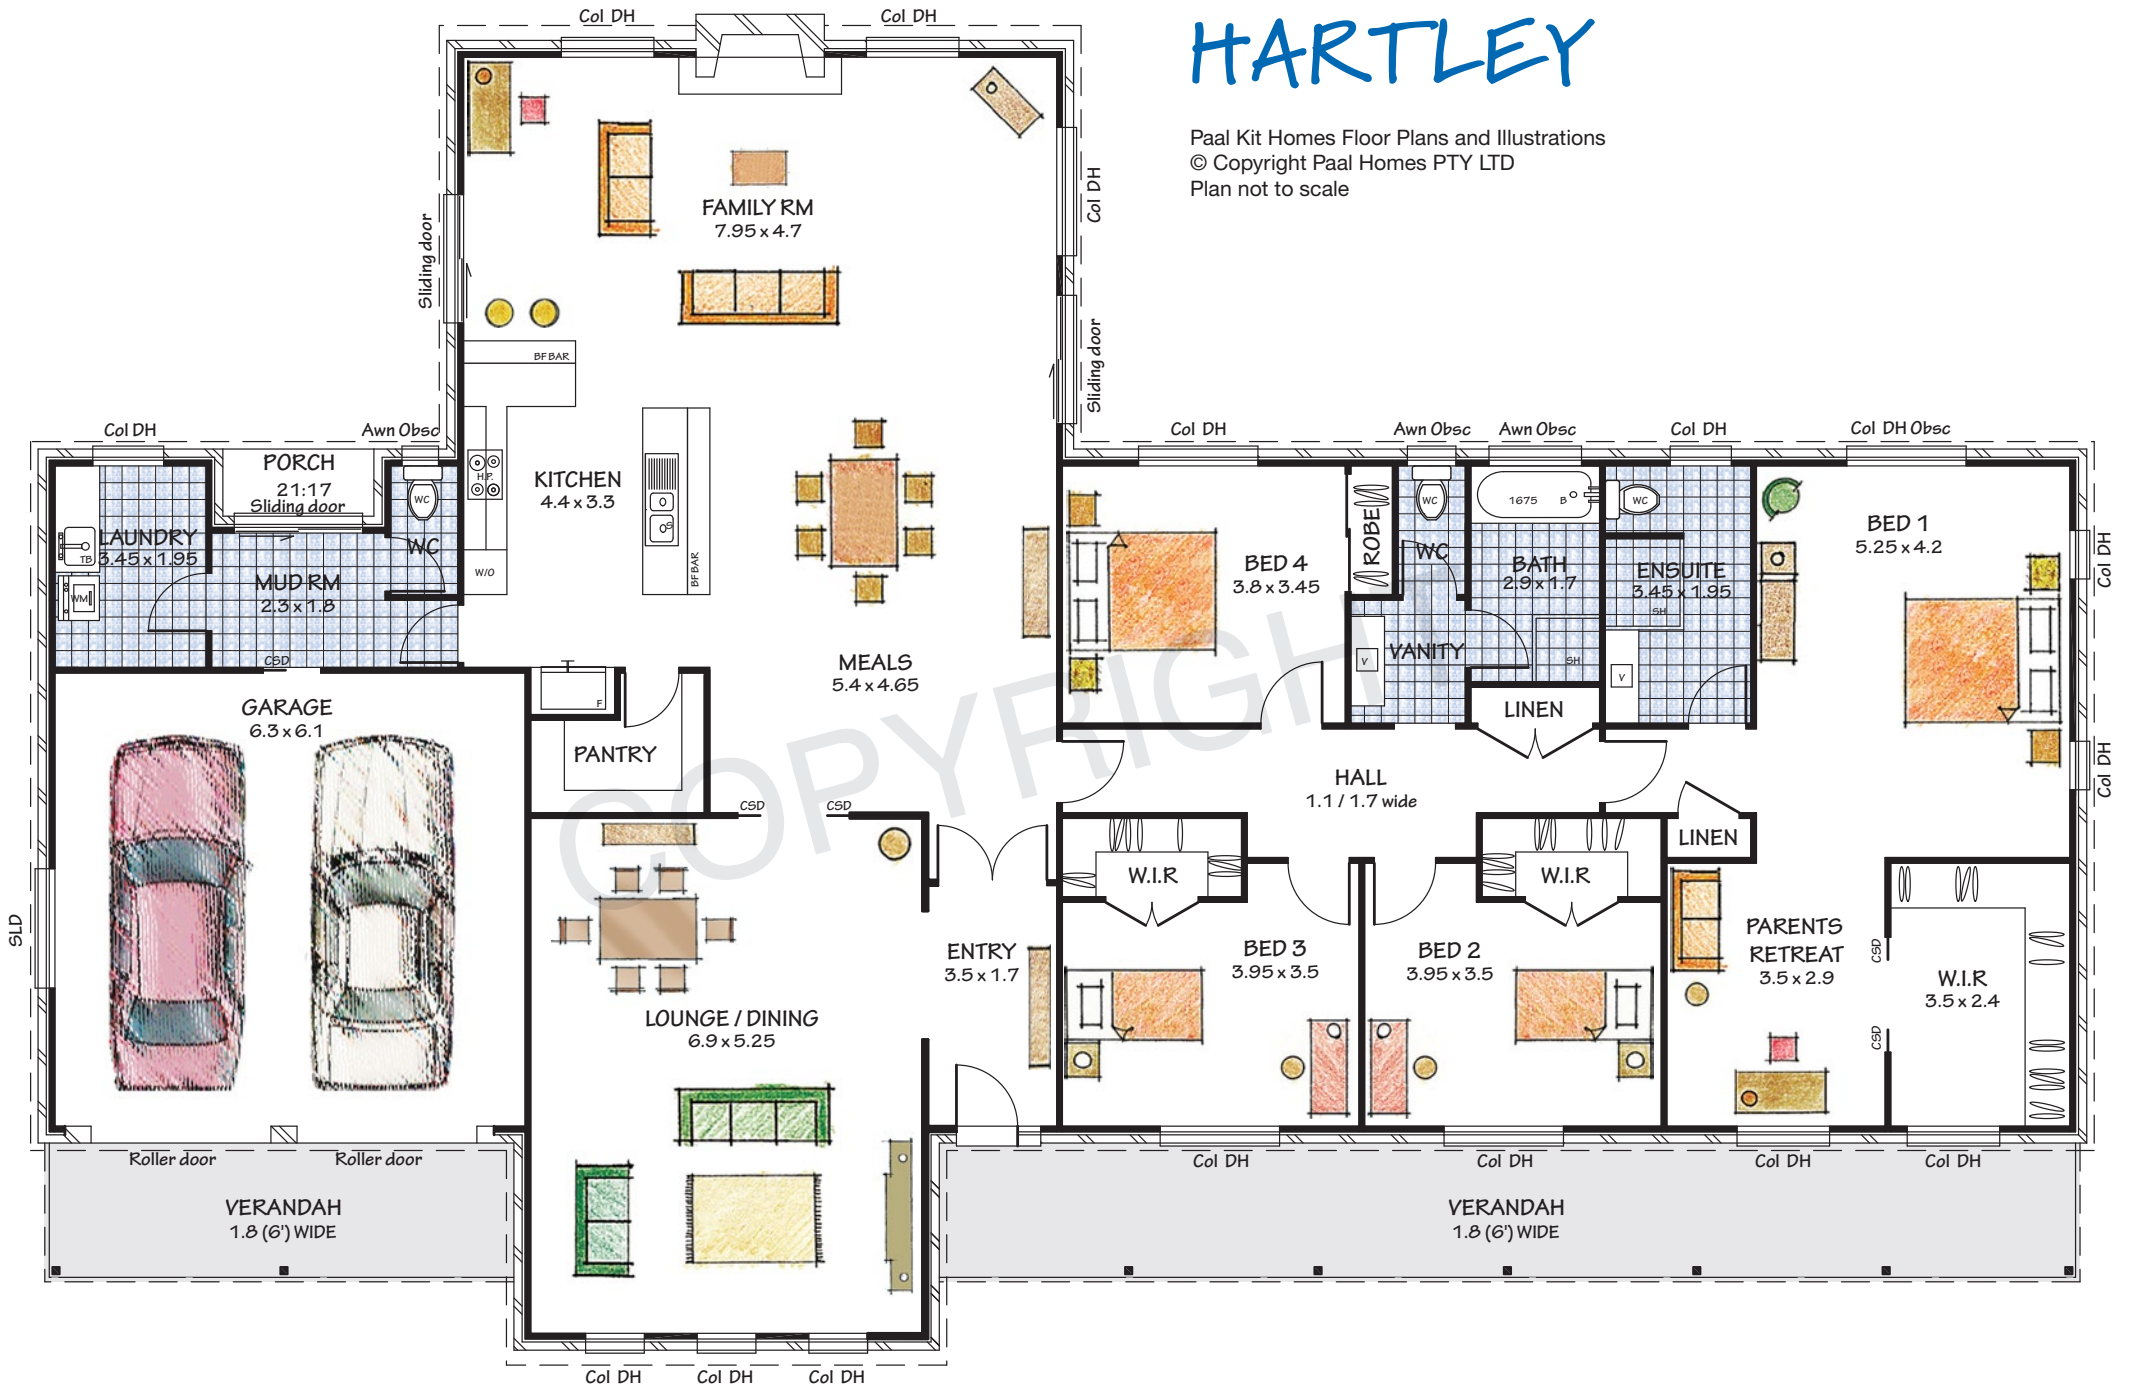 HARTLEY
Paal Kit Homes Floor Plans and Illustrations
© Copyright Paal Homes PTY LTD
Plan not to scale
Col DH
Col DH
Col DH
Sliding door
Sliding door
FAMILY RM
7.95 x 4.7
BF BAR
Col DH
Awn Obsc
PORCH
21:17
Sliding door
LAUNDRY
3.45 x 1.95
TB
WM
MUD RM
2.3 x 1.8
WC
WC
CSD
H.P.
W/O
KITCHEN
4.4 x 3.3
S
BF BAR
MEALS
5.4 x 4.65
F
PANTRY
Col DH
Awn Obsc
Awn Obsc
Col DH
Col DH Obsc
BED 4
3.8 x 3.45
ROBE
WC
WC
1675
B
BATH
2.9 x 1.7
SH
VANITY
V
LINEN
WC
ENSUITE
3.45 x 1.95
SH
V
BED 1
5.25 x 4.2
Col DH
Col DH
GARAGE
6.3 x 6.1
SLD
COPYRIGHT
HALL
1.1 / 1.7 wide
CSD
CSD
LINEN
W.I.R
W.I.R
ENTRY
3.5 x 1.7
BED 3
3.95 x 3.5
BED 2
3.95 x 3.5
PARENTS
RETREAT
3.5 x 2.9
CSD
CSD
W.I.R
3.5 x 2.4
LOUNGE / DINING
6.9 x 5.25
Roller door
Roller door
Col DH
Col DH
Col DH
Col DH
VERANDAH
1.8 (6') WIDE
VERANDAH
1.8 (6') WIDE
Col DH
Col DH
Col DH